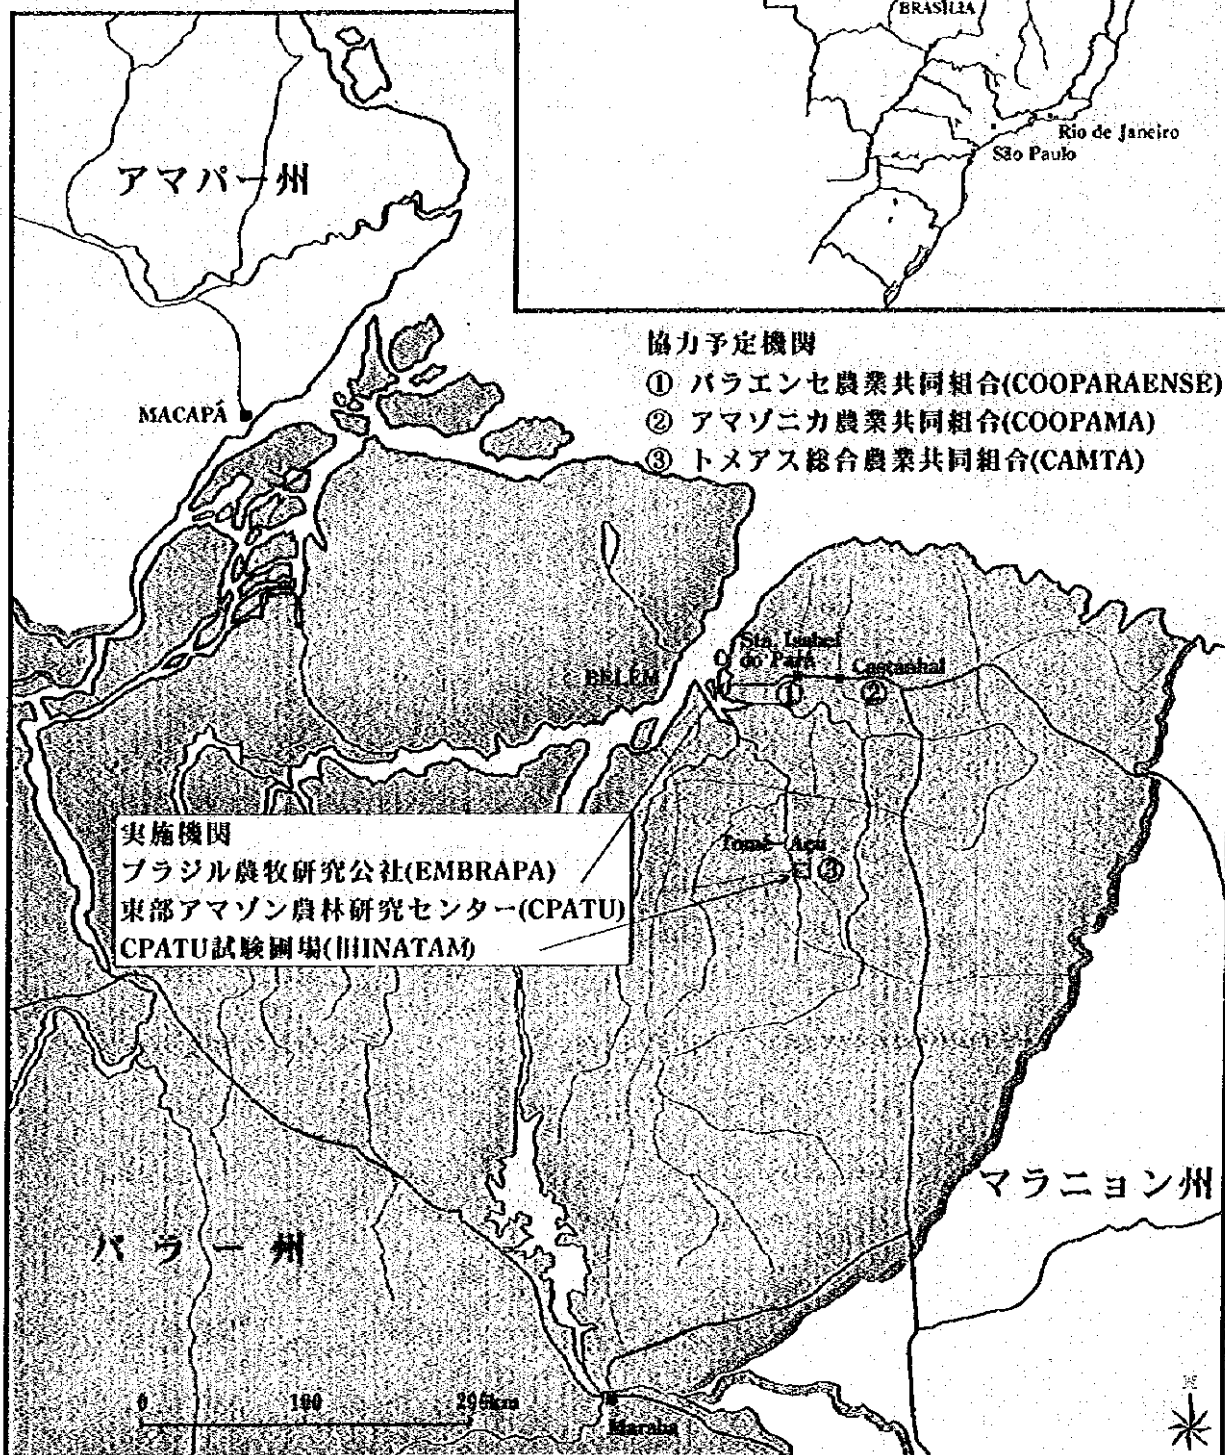 BRASÍLIA
Rio de Janeiro
São Paulo
アマパー州
協力予定機関
① パラエンセ農業共同組合(COOPARAENSE)
② アマゾニカ農業共同組合(COOPAMA)
③ トメアス総合農業共同組合(CAMTA)
MACAPÁ
Sta. Isabel
do Pará
BELÉM
Castanhal
①
②
実施機関
ブラジル農牧研究公社(EMBRAPA)
東部アマゾン農林研究センター(CPATU)
CPATU試験圃場(旧INATAM)
Tomé-Açu
③
マラニョン州
パラー州
0 100 200km
Maraba